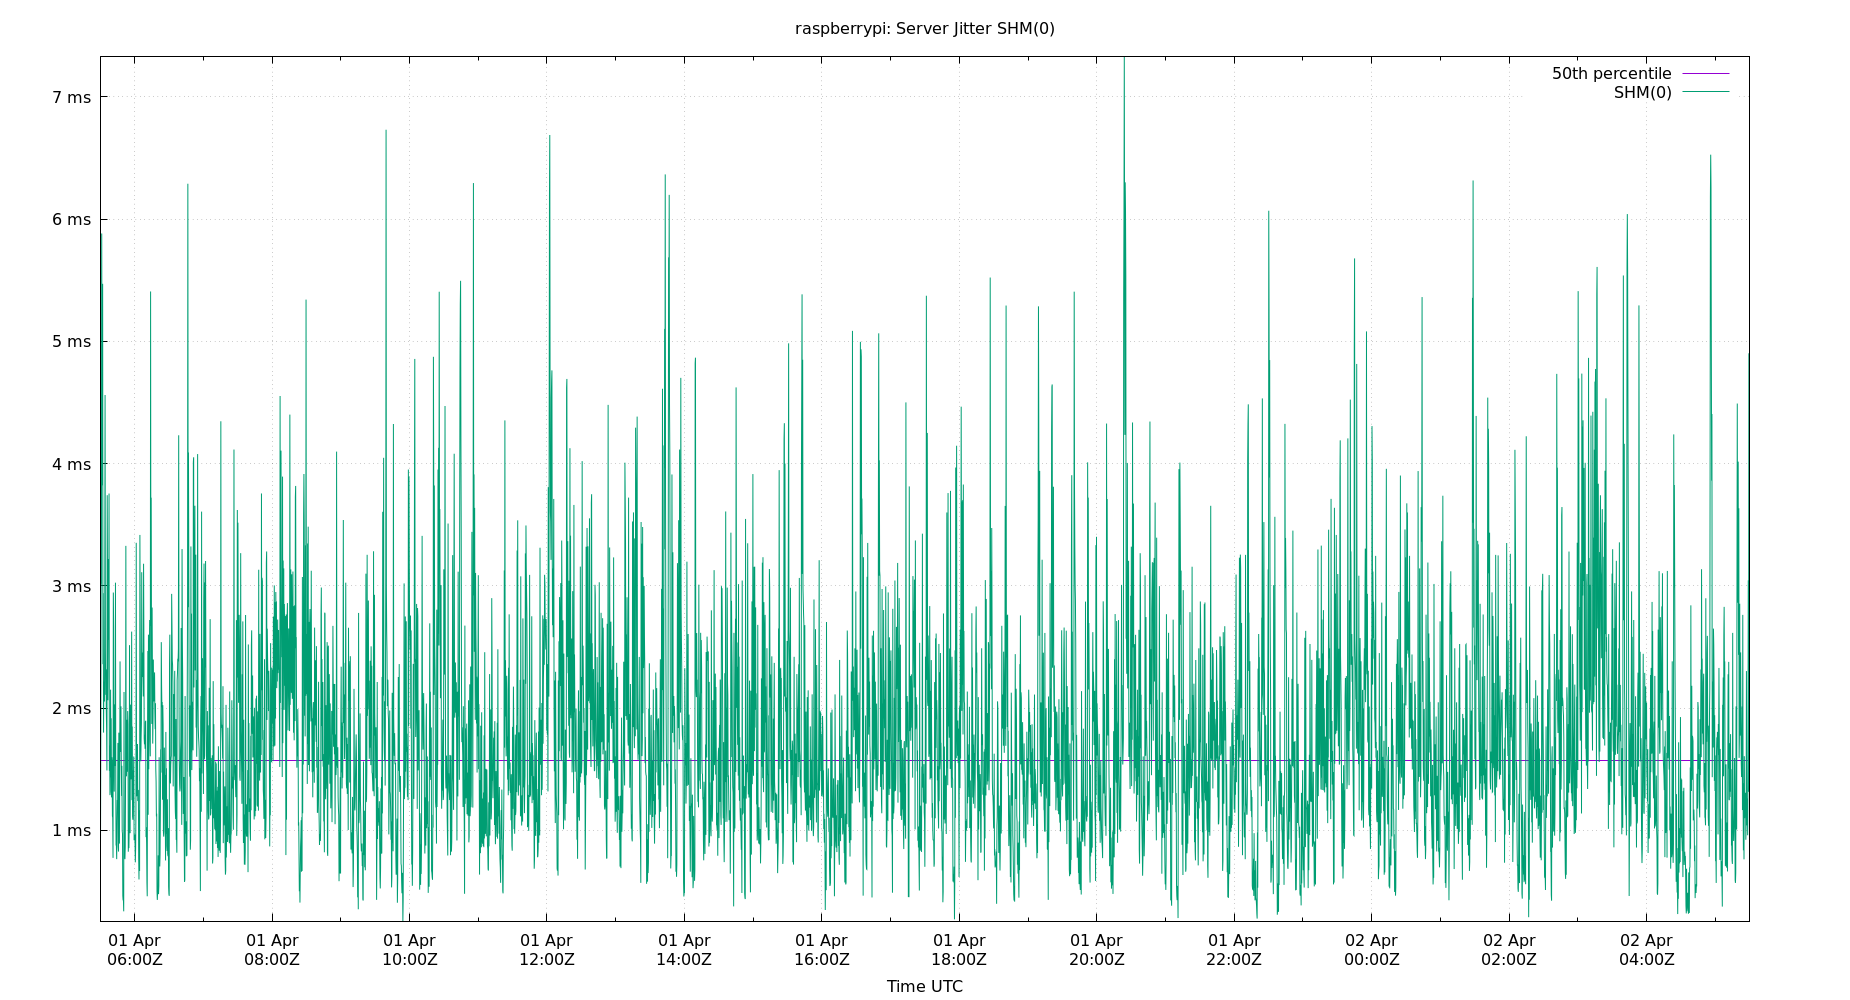 raspberrypi: Server Jitter SHM(0)
50th percentile
SHM(0)
7 ms
6 ms
5 ms
4 ms
3 ms
2 ms
1 ms
01 Apr 01 Apr 01 Apr 01 Apr 01 Apr 01 Apr 01 Apr 01 Apr 01 Apr 02 Apr 02 Apr 02 Apr
06:00Z 08:00Z 10:00Z 12:00Z 14:00Z 16:00Z 18:00Z 20:00Z 22:00Z 00:00Z 02:00Z 04:00Z
Time UTC